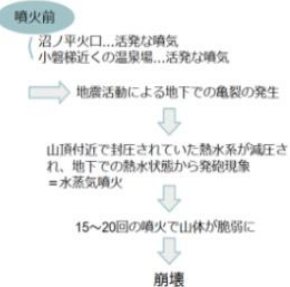 噴火前
沼ノ平火口…活発な噴気
小磐梯近くの温泉場…活発な噴気
地震活動による地下での亀裂の発生
山頂付近で封圧されていた熱水系が減圧さ
れ、地下での熱水状態から発砲現象
＝水蒸気噴火
15～20回の噴火で山体が脆弱に
崩壊